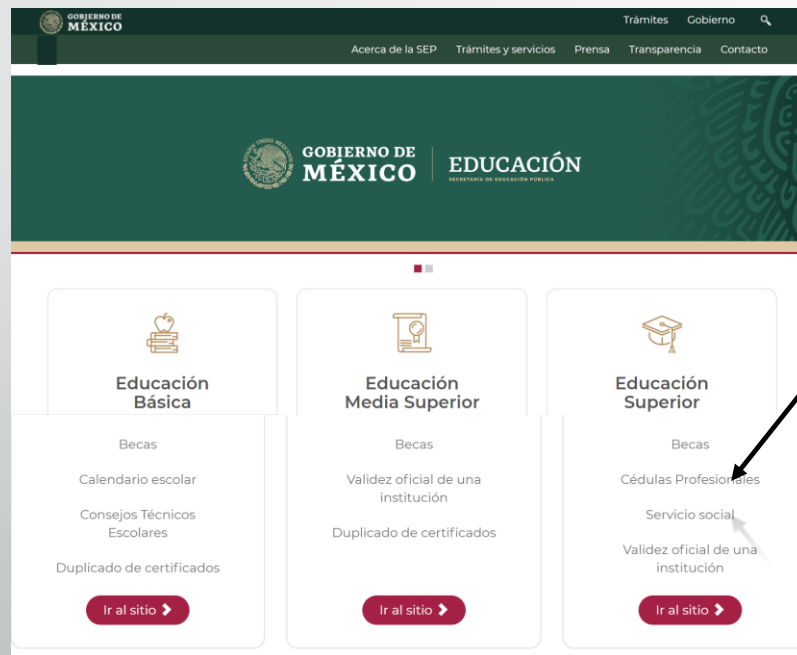 GOBIERNO DE
MÉXICO
Trámites Gobierno
Acerca de la SEP Trámites y servicios Prensa Transparencia Contacto
GOBIERNO DE
MÉXICO
EDUCACIÓN
SECRETARÍA DE EDUCACIÓN PÚBLICA
Educación
Básica
Becas
Calendario escolar
Consejos Técnicos
Escolares
Duplicado de certificados
Ir al sitio
Educación
Media Superior
Becas
Validez oficial de una
institución
Duplicado de certificados
Ir al sitio
Educación
Superior
Becas
Cédulas Profesionales
Servicio social
Validez oficial de una
institución
Ir al sitio